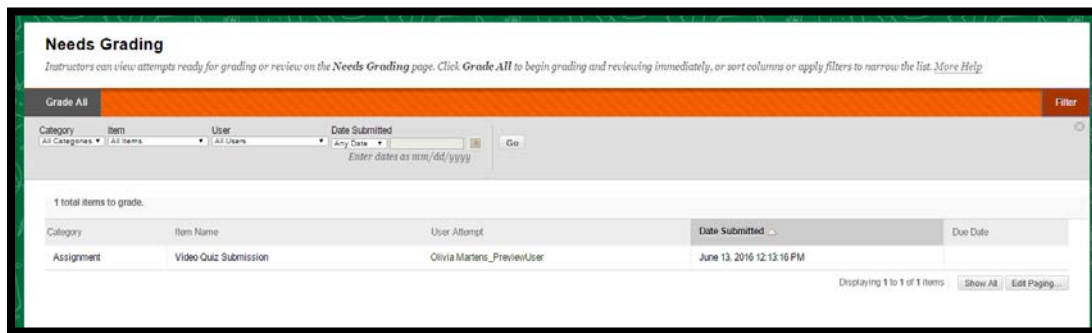 Needs Grading
Instructors can view attempts ready for grading or review on the Needs Grading page. Click Grade All to begin grading and reviewing immediately, or sort columns or apply filters to narrow the list. More Help
Grade All Filter
Category Item User Date Submitted
All Categories All Items All Users Any Date Go
Enter dates as mm/dd/yyyy
1 total items to grade.
Category Item Name User Attempt Date Submitted Due Date
Assignment Video Quiz Submission Olivia Martens_PreviewUser June 13, 2016 12:13:16 PM
Displaying 1 to 1 of 1 items Show All Edit Paging...